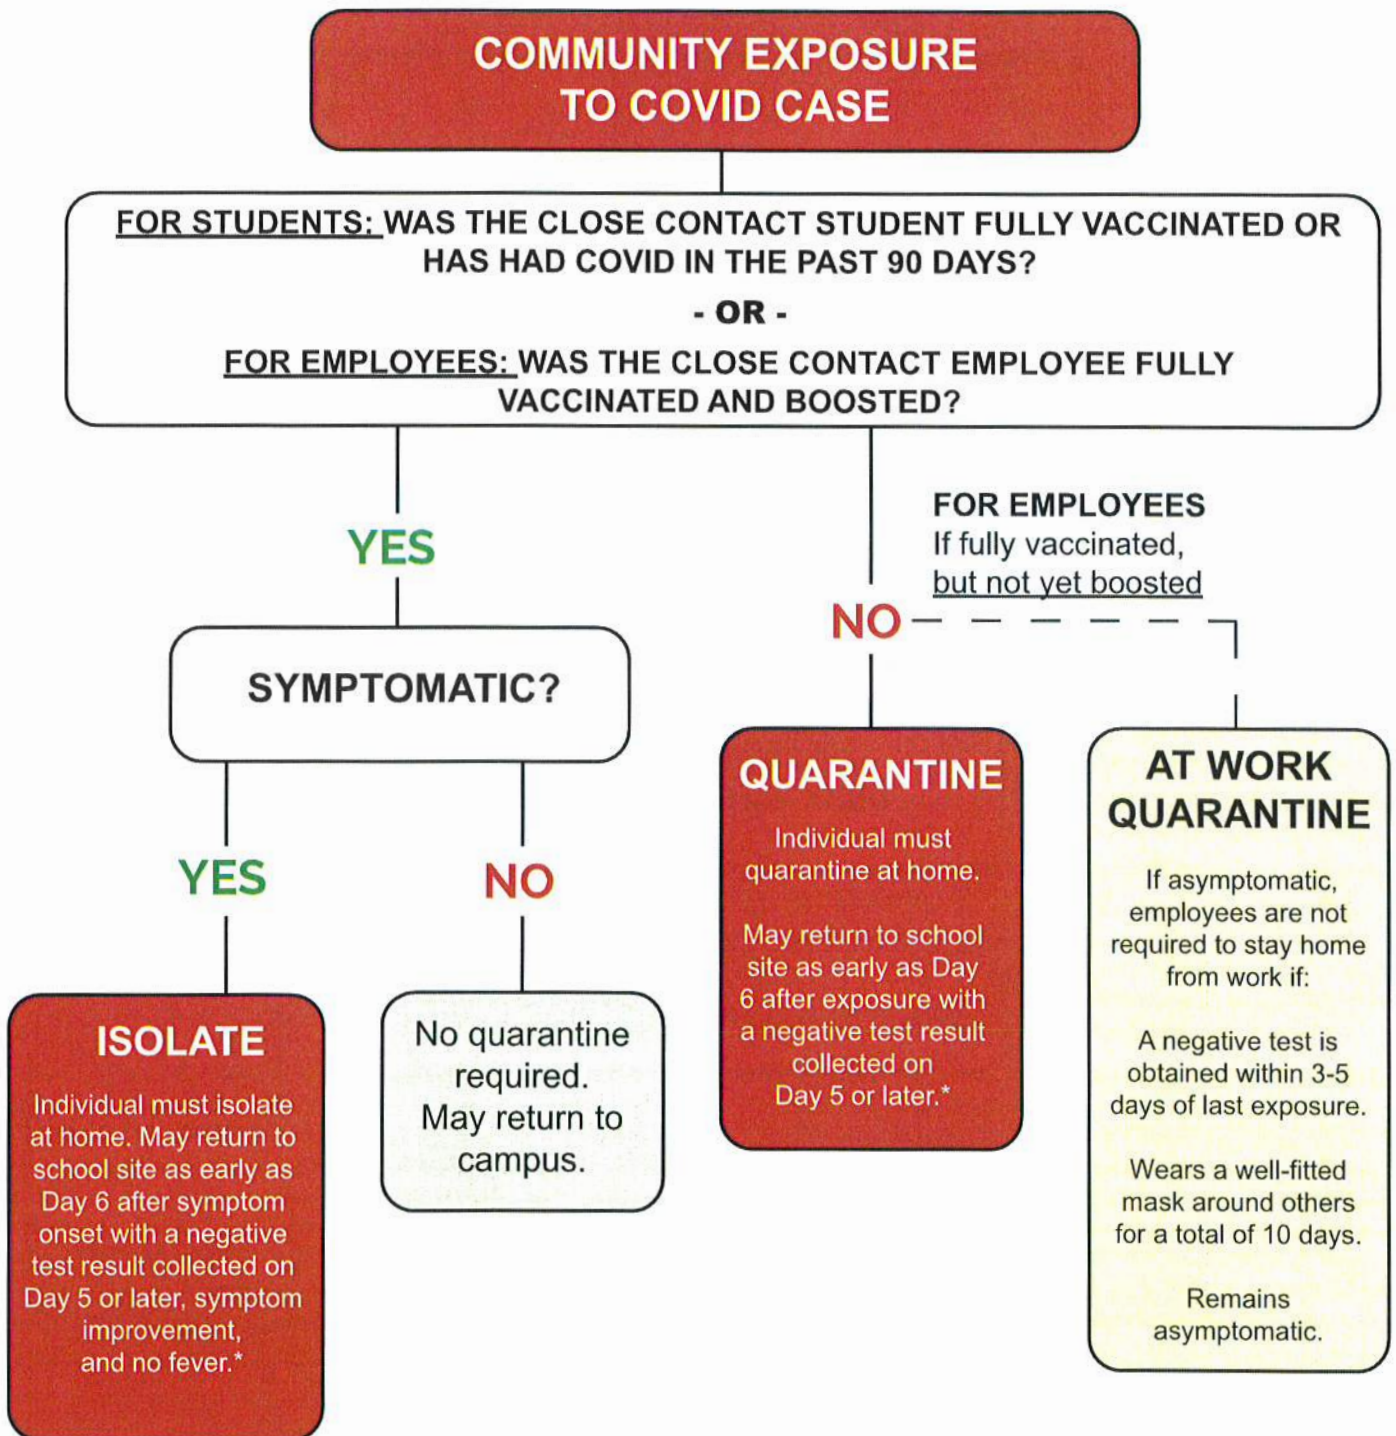 COMMUNITY EXPOSURE
TO COVID CASE
FOR STUDENTS: WAS THE CLOSE CONTACT STUDENT FULLY VACCINATED OR
HAS HAD COVID IN THE PAST 90 DAYS?
- OR -
FOR EMPLOYEES: WAS THE CLOSE CONTACT EMPLOYEE FULLY
VACCINATED AND BOOSTED?
YES
FOR EMPLOYEES
If fully vaccinated,
but not yet boosted
NO
SYMPTOMATIC?
YES
NO
ISOLATE
Individual must isolate
at home. May return to
school site as early as
Day 6 after symptom
onset with a negative
test result collected on
Day 5 or later, symptom
improvement,
and no fever.*
No quarantine
required.
May return to
campus.
QUARANTINE
Individual must
quarantine at home.
May return to school
site as early as Day
6 after exposure with
a negative test result
collected on
Day 5 or later.*
AT WORK
QUARANTINE
If asymptomatic,
employees are not
required to stay home
from work if:
A negative test is
obtained within 3-5
days of last exposure.
Wears a well-fitted
mask around others
for a total of 10 days.
Remains
asymptomatic.